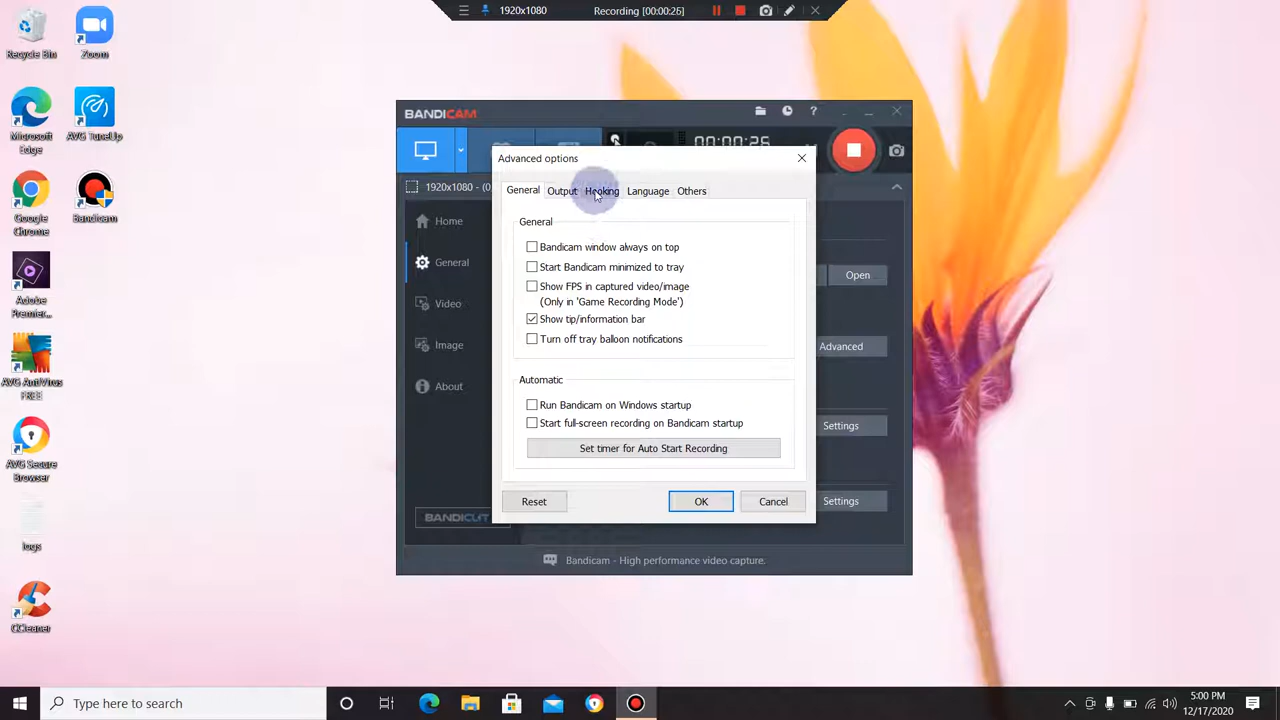 1920x1080
Recording [00:00:26]
Recycle Bin
Zoom
Microsoft
Edge
AVG TuneUp
Google
Chrome
Bandicam
Adobe
Premier...
AVG AntiVirus
FREE
AVG Secure
Browser
logs
CCleaner
BANDICAM
?
00:00:26
1920x1080 - (0,
Home
General
Video
Image
About
BANDICUT
Open
Advanced
Settings
Settings
Bandicam - High performance video capture.
Advanced options
General
Output
Hooking
Language
Others
General
Bandicam window always on top
Start Bandicam minimized to tray
Show FPS in captured video/image
(Only in 'Game Recording Mode')
Show tip/information bar
Turn off tray balloon notifications
Automatic
Run Bandicam on Windows startup
Start full-screen recording on Bandicam startup
Set timer for Auto Start Recording
Reset
OK
Cancel
Type here to search
5:00 PM
12/17/2020